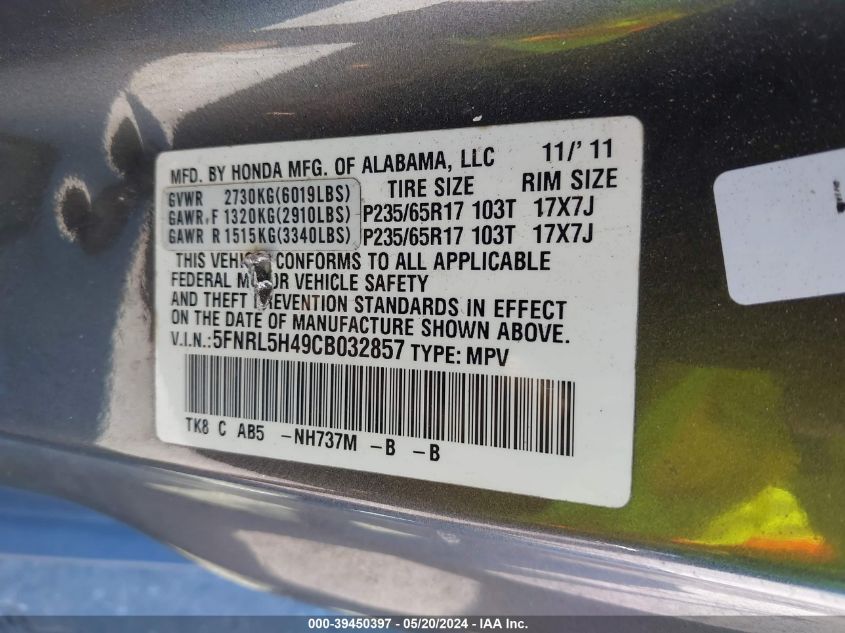 MFD. BY HONDA MFG. OF ALABAMA, LLC 11/' 11
GVWR 2730KG(6019LBS) TIRE SIZE RIM SIZE
GAWR F 1320KG(2910LBS) P235/65R17 103T 17X7J
GAWR R 1515KG(3340LBS) P235/65R17 103T 17X7J
THIS CONFORMS TO ALL APPLICABLE
FEDERAL VEHICLE SAFETY
AND THEFT STANDARDS IN EFFECT
ON THE DATE OF MANUFACTURE SHOWN ABOVE.
V.I.N.:5FNRL5H49CB032857 TYPE: MPV
TK8 C AB5 -NH737M -B -B
000-39450397 - 05/20/2024 - IAA Inc.